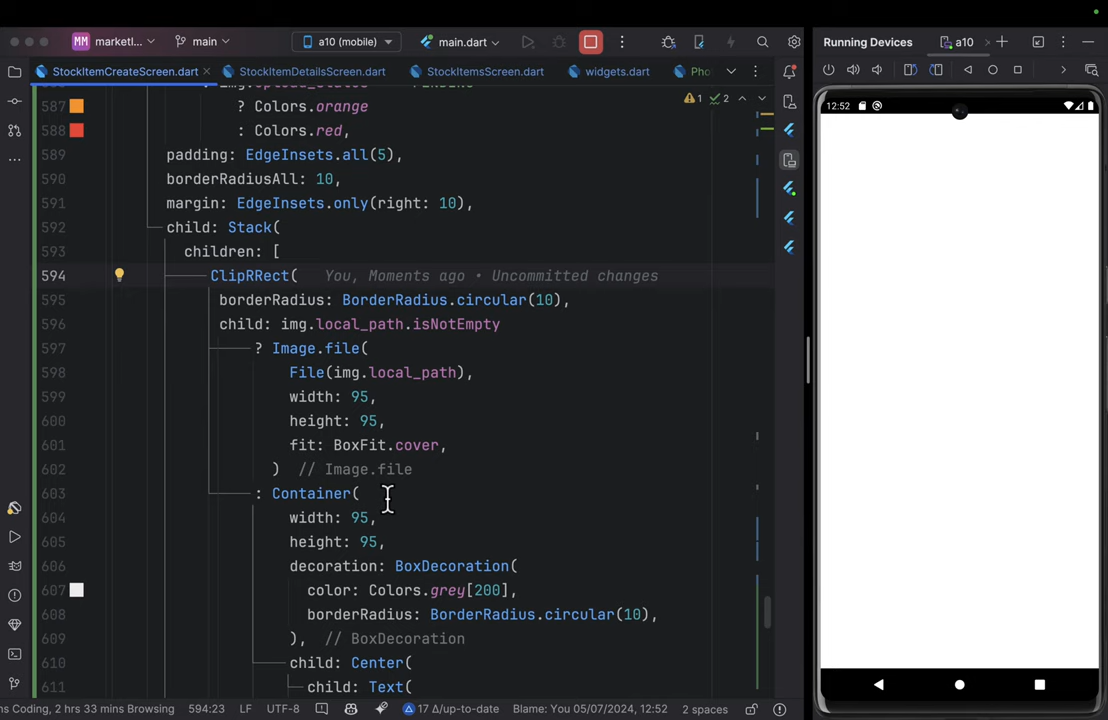 MM marketl... main a10 (mobile) main.dart Running Devices a10
StockItemCreateScreen.dart StockItemDetailsScreen.dart StockItemsScreen.dart widgets.dart Pho
12:52
1 2
587 ? Colors.orange
588 : Colors.red,
589 padding: EdgeInsets.all(5),
590 borderRadiusAll: 10,
591 margin: EdgeInsets.only(right: 10),
592 child: Stack(
593 children: [
594 ClipRRect( You, Moments ago • Uncommitted changes
595 borderRadius: BorderRadius.circular(10),
596 child: img.local_path.isNotEmpty
597 ? Image.file(
598 File(img.local_path),
599 width: 95,
600 height: 95,
601 fit: BoxFit.cover,
602 ) // Image.file
603 : Container(
604 width: 95,
605 height: 95,
606 decoration: BoxDecoration(
607 color: Colors.grey[200],
608 borderRadius: BorderRadius.circular(10),
609 ), // BoxDecoration
610 child: Center(
611 child: Text(
ns Coding, 2 hrs 33 mins Browsing 594:23 LF UTF-8 17 Δ/up-to-date Blame: You 05/07/2024, 12:52 2 spaces